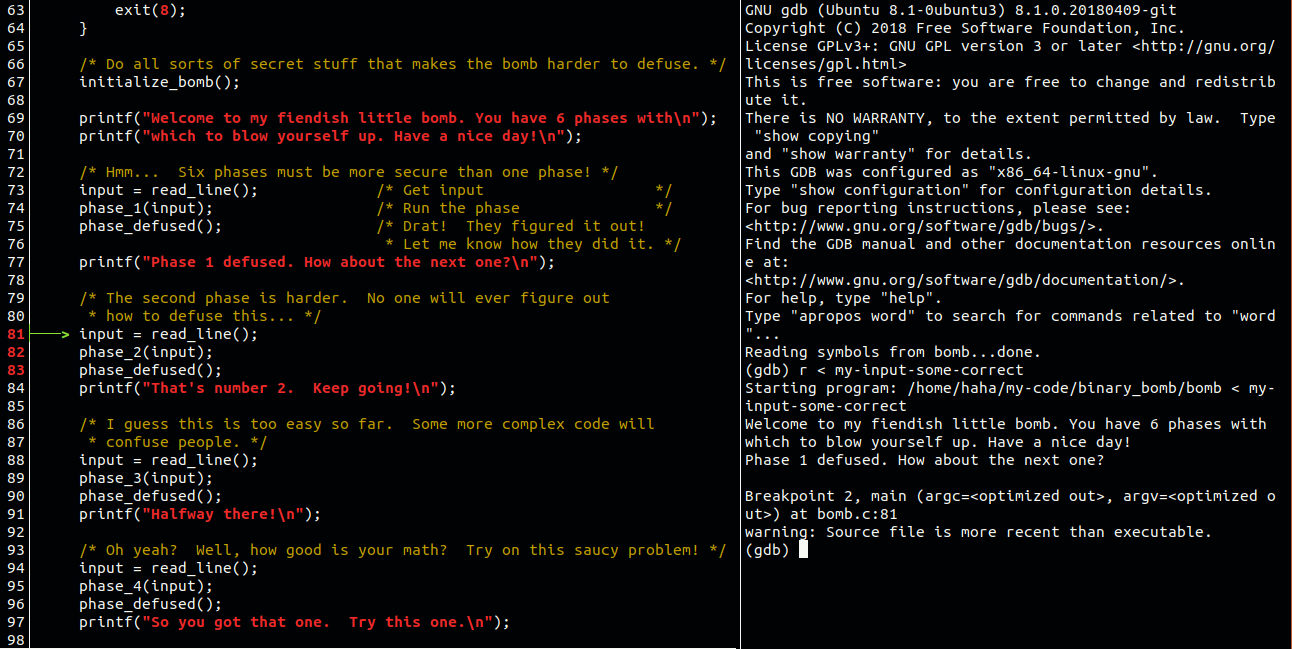 63          exit(8);
64      }
65
66      /* Do all sorts of secret stuff that makes the bomb harder to defuse. */
67      initialize_bomb();
68
69      printf("Welcome to my fiendish little bomb. You have 6 phases with\n");
70      printf("which to blow yourself up. Have a nice day!\n");
71
72      /* Hmm...  Six phases must be more secure than one phase! */
73      input = read_line();             /* Get input                   */
74      phase_1(input);                  /* Run the phase               */
75      phase_defused();                 /* Drat!  They figured it out!
76                                        * Let me know how they did it. */
77      printf("Phase 1 defused. How about the next one?\n");
78
79      /* The second phase is harder.  No one will ever figure out
80       * how to defuse this... */
81 ───> input = read_line();
82      phase_2(input);
83      phase_defused();
84      printf("That's number 2.  Keep going!\n");
85
86      /* I guess this is too easy so far.  Some more complex code will
87       * confuse people. */
88      input = read_line();
89      phase_3(input);
90      phase_defused();
91      printf("Halfway there!\n");
92
93      /* Oh yeah?  Well, how good is your math?  Try on this saucy problem! */
94      input = read_line();
95      phase_4(input);
96      phase_defused();
97      printf("So you got that one.  Try this one.\n");
98
GNU gdb (Ubuntu 8.1-0ubuntu3) 8.1.0.20180409-git
Copyright (C) 2018 Free Software Foundation, Inc.
License GPLv3+: GNU GPL version 3 or later <http://gnu.org/
licenses/gpl.html>
This is free software: you are free to change and redistrib
ute it.
There is NO WARRANTY, to the extent permitted by law.  Type
 "show copying"
and "show warranty" for details.
This GDB was configured as "x86_64-linux-gnu".
Type "show configuration" for configuration details.
For bug reporting instructions, please see:
<http://www.gnu.org/software/gdb/bugs/>.
Find the GDB manual and other documentation resources onlin
e at:
<http://www.gnu.org/software/gdb/documentation/>.
For help, type "help".
Type "apropos word" to search for commands related to "word
"...
Reading symbols from bomb...done.
(gdb) r < my-input-some-correct
Starting program: /home/haha/my-code/binary_bomb/bomb < my-
input-some-correct
Welcome to my fiendish little bomb. You have 6 phases with
which to blow yourself up. Have a nice day!
Phase 1 defused. How about the next one?

Breakpoint 2, main (argc=<optimized out>, argv=<optimized o
ut>) at bomb.c:81
warning: Source file is more recent than executable.
(gdb)